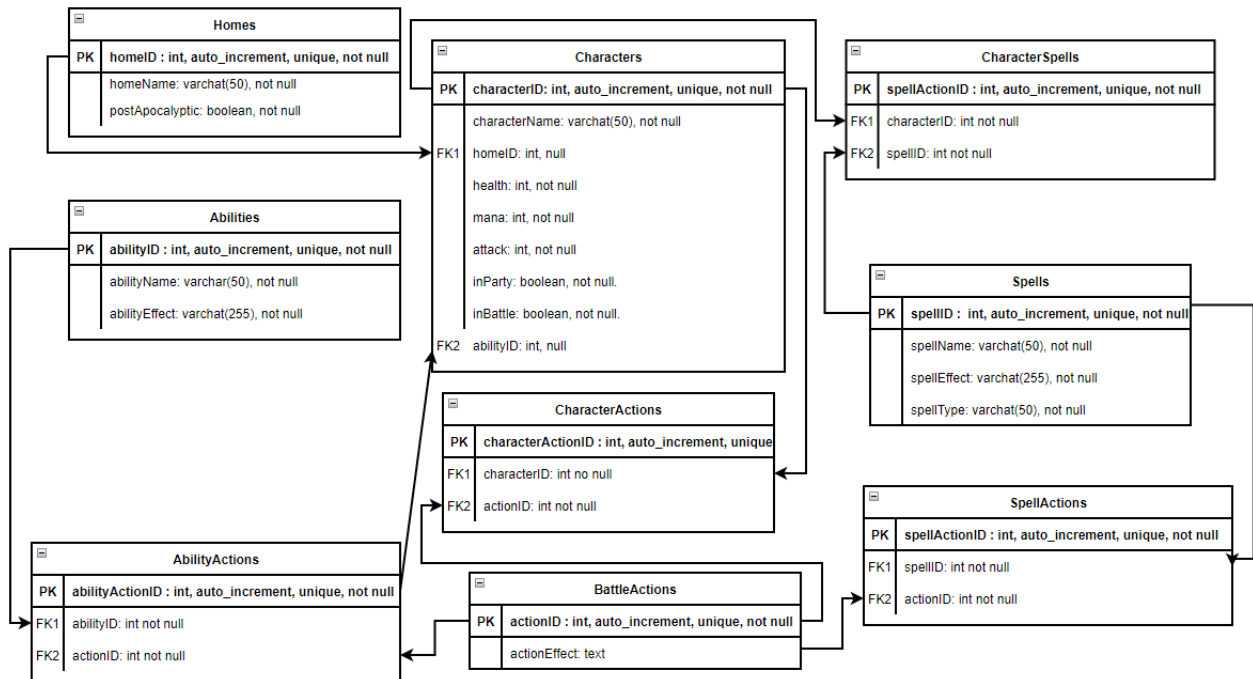 Homes
PK homeID : int, auto_increment, unique, not null
homeName: varchat(50), not null
postApocalyptic: boolean, not null
Characters
PK characterID: int, auto_increment, unique, not null
characterName: varchat(50), not null
FK1 homeID: int, null
health: int, not null
mana: int, not null
attack: int, not null
inParty: boolean, not null.
inBattle: boolean, not null.
FK2 abilityID: int, null
CharacterSpells
PK spellActionID : int, auto_increment, unique, not null
FK1 characterID: int not null
FK2 spellID: int not null
Abilities
PK abilityID : int, auto_increment, unique, not null
abilityName: varchar(50), not null
abilityEffect: varchat(255), not null
Spells
PK spellID :  int, auto_increment, unique, not null
spellName: varchat(50), not null
spellEffect: varchat(255), not null
spellType: varchat(50), not null
CharacterActions
PK characterActionID : int, auto_increment, unique
FK1 characterID: int no null
FK2 actionID: int not null
SpellActions
PK spellActionID : int, auto_increment, unique, not null
FK1 spellID: int not null
FK2 actionID: int not null
AbilityActions
PK abilityActionID : int, auto_increment, unique, not null
FK1 abilityID: int not null
FK2 actionID: int not null
BattleActions
PK actionID : int, auto_increment, unique, not null
actionEffect: text